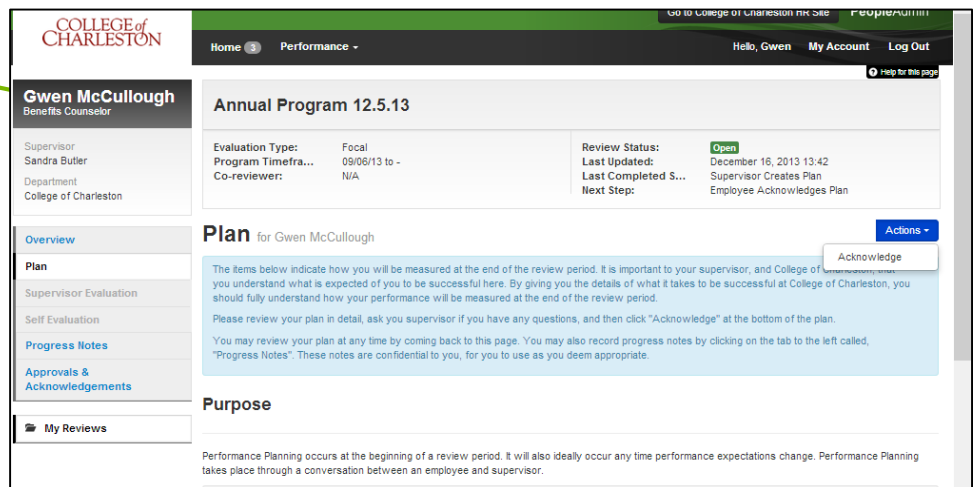 Go to College of Charleston HR Site PeopleAdmin
COLLEGE of
CHARLESTON
Home 3 Performance
Hello, Gwen My Account Log Out
Help for this page
Gwen McCullough
Benefits Counselor
Supervisor
Sandra Butler
Department
College of Charleston
Overview
Plan
Supervisor Evaluation
Self Evaluation
Progress Notes
Approvals &
Acknowledgements
My Reviews
Annual Program 12.5.13
Evaluation Type: Focal
Program Timefra... 09/06/13 to -
Co-reviewer: N/A
Review Status: Open
Last Updated: December 16, 2013 13:42
Last Completed S... Supervisor Creates Plan
Next Step: Employee Acknowledges Plan
Plan for Gwen McCullough
Actions
Acknowledge
The items below indicate how you will be measured at the end of the review period. It is important to your supervisor, and College of Charleston, that
you understand what is expected of you to be successful here. By giving you the details of what it takes to be successful at College of Charleston, you
should fully understand how your performance will be measured at the end of the review period.
Please review your plan in detail, ask you supervisor if you have any questions, and then click "Acknowledge" at the bottom of the plan.
You may review your plan at any time by coming back to this page. You may also record progress notes by clicking on the tab to the left called,
"Progress Notes". These notes are confidential to you, for you to use as you deem appropriate.
Purpose
Performance Planning occurs at the beginning of a review period. It will also ideally occur any time performance expectations change. Performance Planning
takes place through a conversation between an employee and supervisor.